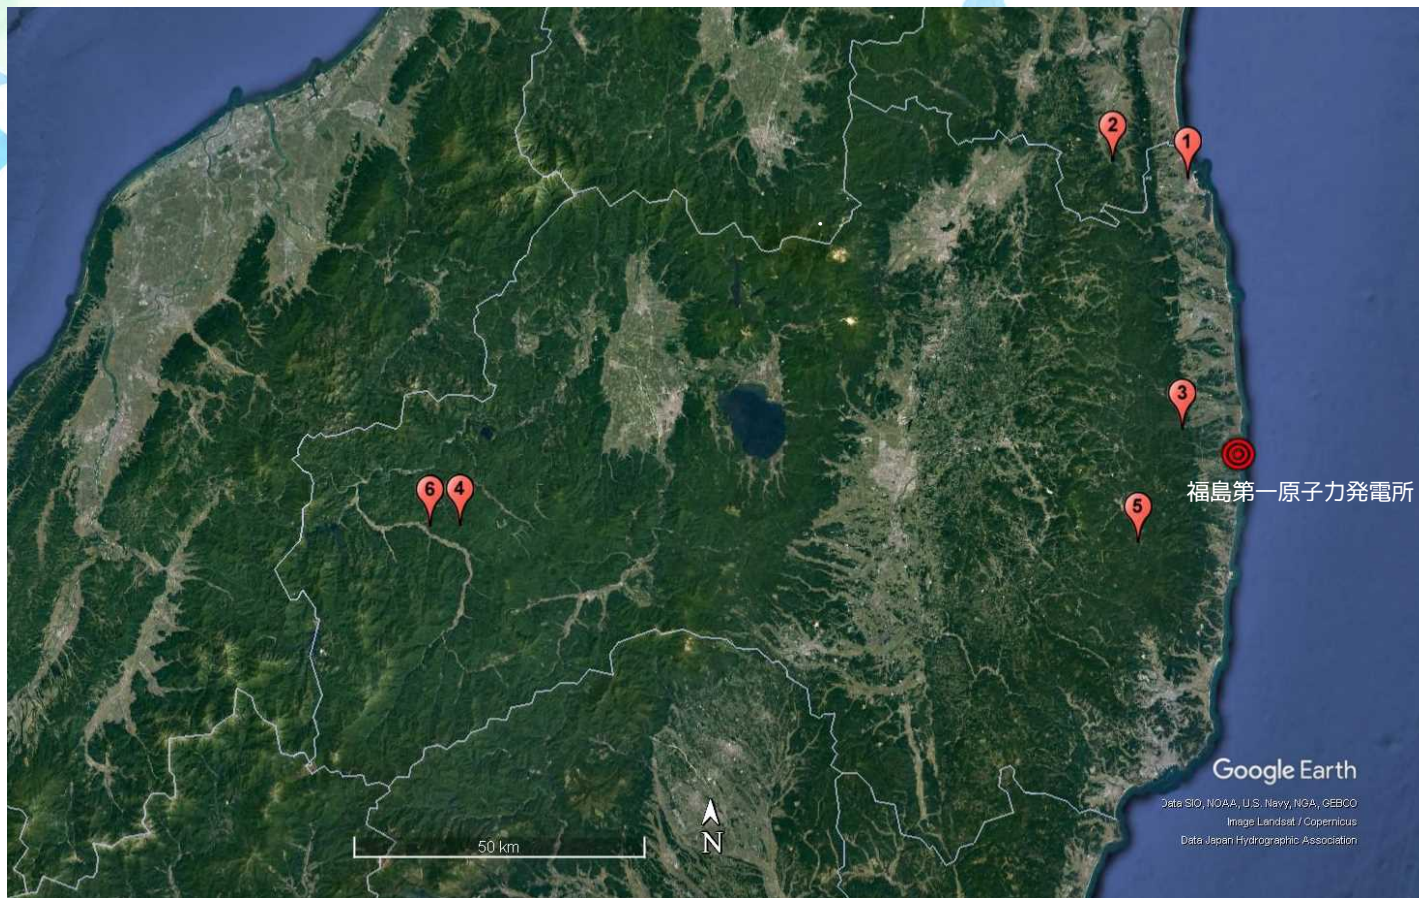 2
1
3
福島第一原子力発電所
6
4
5
Google Earth
Data SIO, NOAA, U.S. Navy, NGA, GEBCO
Image Landsat / Copernicus
Data Japan Hydrographic Association
50 km
N